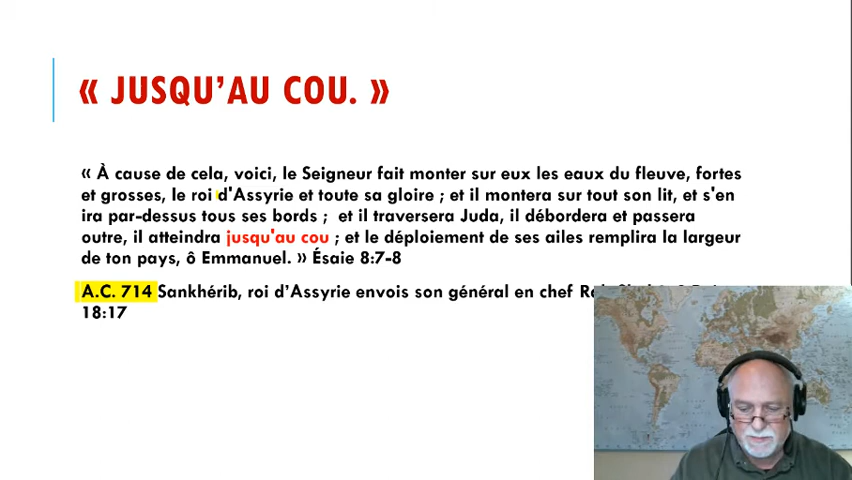 « JUSQU’AU COU. »
« À cause de cela, voici, le Seigneur fait monter sur eux les eaux du fleuve, fortes
et grosses, le roi d'Assyrie et toute sa gloire ; et il montera sur tout son lit, et s'en
ira par-dessus tous ses bords ; et il traversera Juda, il débordera et passera
outre, il atteindra jusqu'au cou ; et le déploiement de ses ailes remplira la largeur
de ton pays, ô Emmanuel. » Ésaie 8:7-8
A.C. 714 Sankhérib, roi d’Assyrie envois son général en chef
18:17